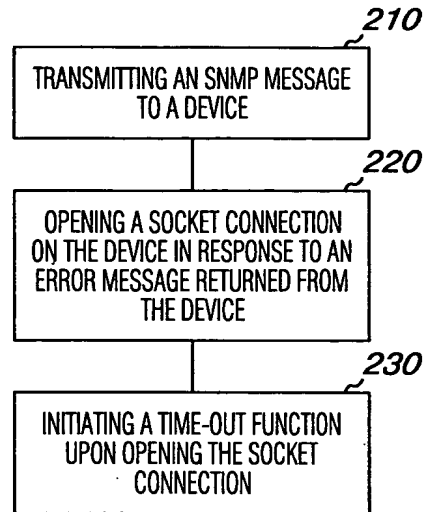 210
TRANSMITTING AN SNMP MESSAGE
TO A DEVICE
220
OPENING A SOCKET CONNECTION
ON THE DEVICE IN RESPONSE TO AN
ERROR MESSAGE RETURNED FROM
THE DEVICE
230
INITIATING A TIME-OUT FUNCTION
UPON OPENING THE SOCKET
CONNECTION